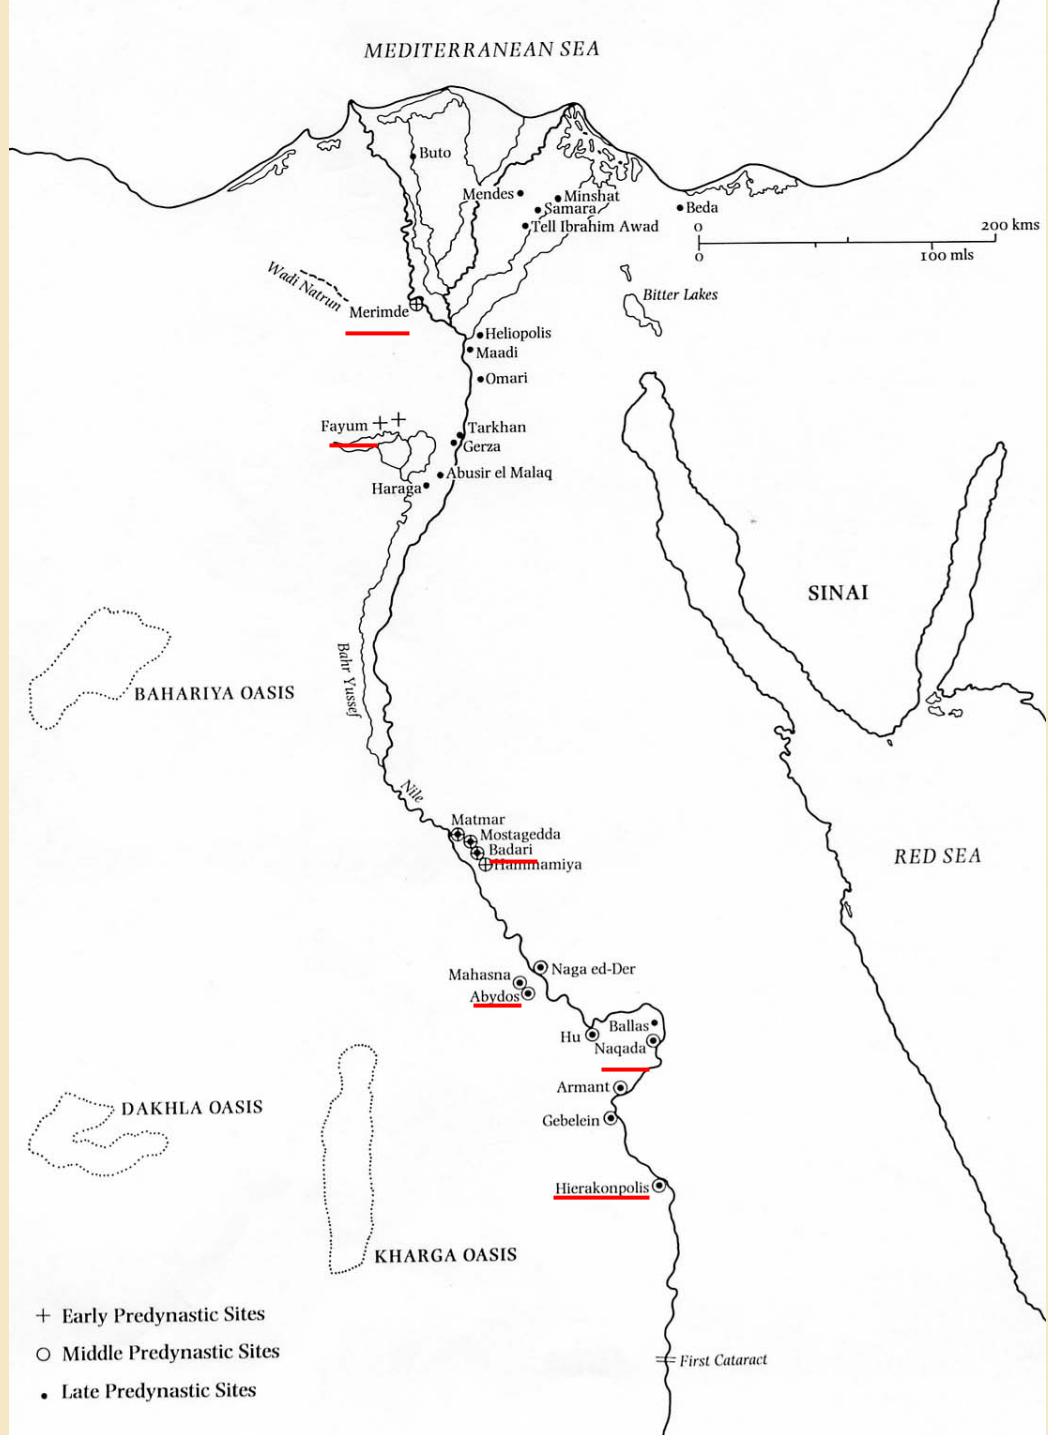 MEDITERRANEAN SEA
Buto
Mendes
Minshat
Samara
Beda
Tell Ibrahim Awad
0
200 kms
0
100 mls
Wadi Natrun
Bitter Lakes
Merimde
Heliopolis
Maadi
Omari
Fayum
Tarkhan
Gerza
Abusir el Malaq
Haraga
SINAI
Bahr Yussef
BAHARIYA OASIS
Nile
Matmar
Mostagedda
Badari
Hammamiya
RED SEA
Naga ed-Der
Mahasna
Abydos
Ballas
Hu
Naqada
Armant
DAKHLA OASIS
Gebelein
Hierakonpolis
KHARGA OASIS
Early Predynastic Sites
Middle Predynastic Sites
First Cataract
Late Predynastic Sites